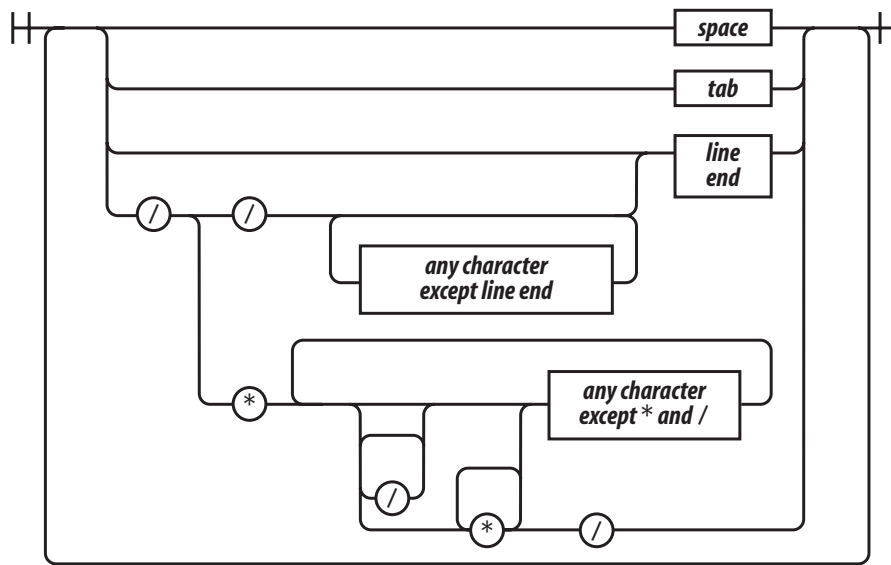 space
tab
line
end
/ /
any character
except line end
*
any character
except * and /
/
* /